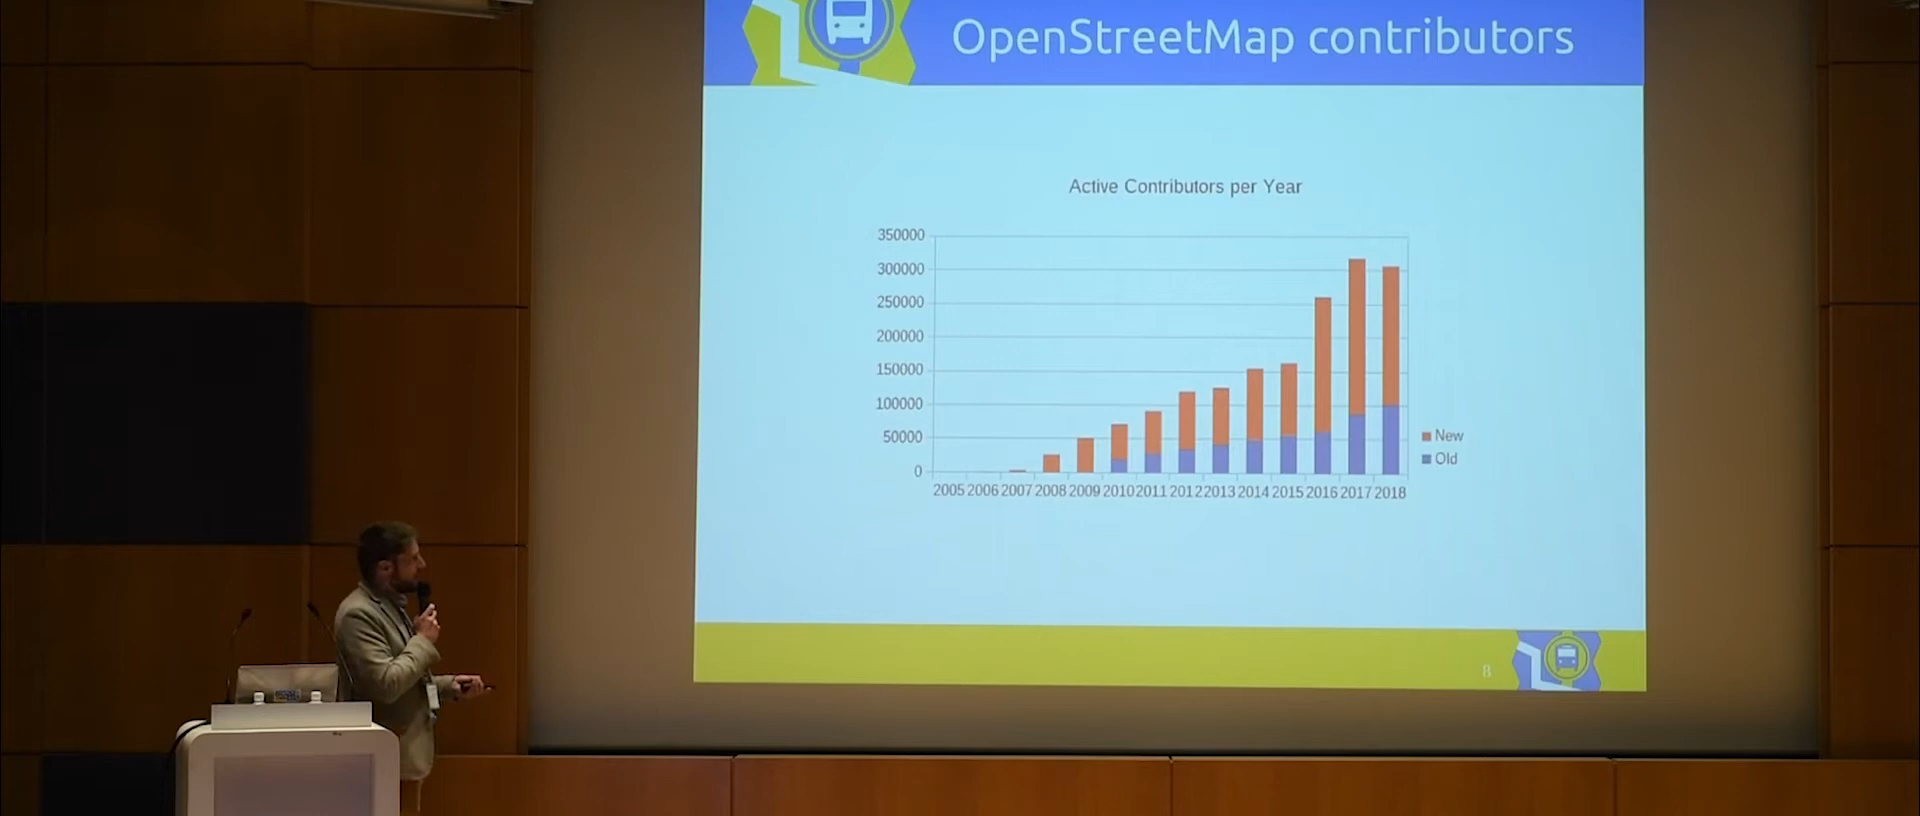 OpenStreetMap contributors
Active Contributors per Year
350000
300000
250000
200000
150000
100000
50000
0
2005 2006 2007 2008 2009 2010 2011 2012 2013 2014 2015 2016 2017 2018
New
Old
8